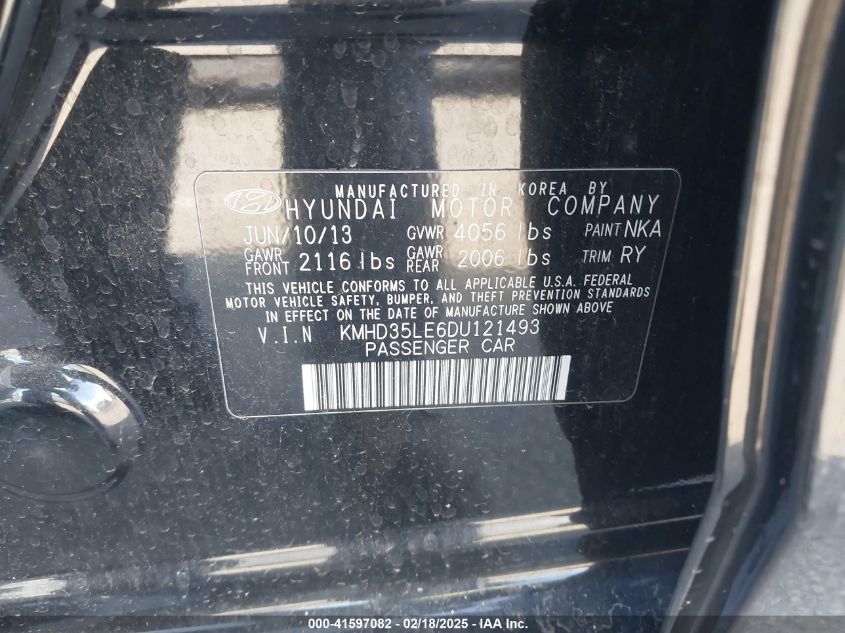 MANUFACTURED IN KOREA BY
HYUNDAI MOTOR COMPANY
JUN/10/13 GVWR 4056 lbs PAINT NKA
GAWR FRONT 2116 lbs GAWR REAR 2006 lbs TRIM RY
THIS VEHICLE CONFORMS TO ALL APPLICABLE U.S.A. FEDERAL
MOTOR VEHICLE SAFETY, BUMPER, AND THEFT PREVENTION STANDARDS
IN EFFECT ON THE DATE OF MANUFACTURE SHOWN ABOVE
V.I.N KMHD35LE6DU121493
PASSENGER CAR
000-41597082 - 02/18/2025 - IAA Inc.